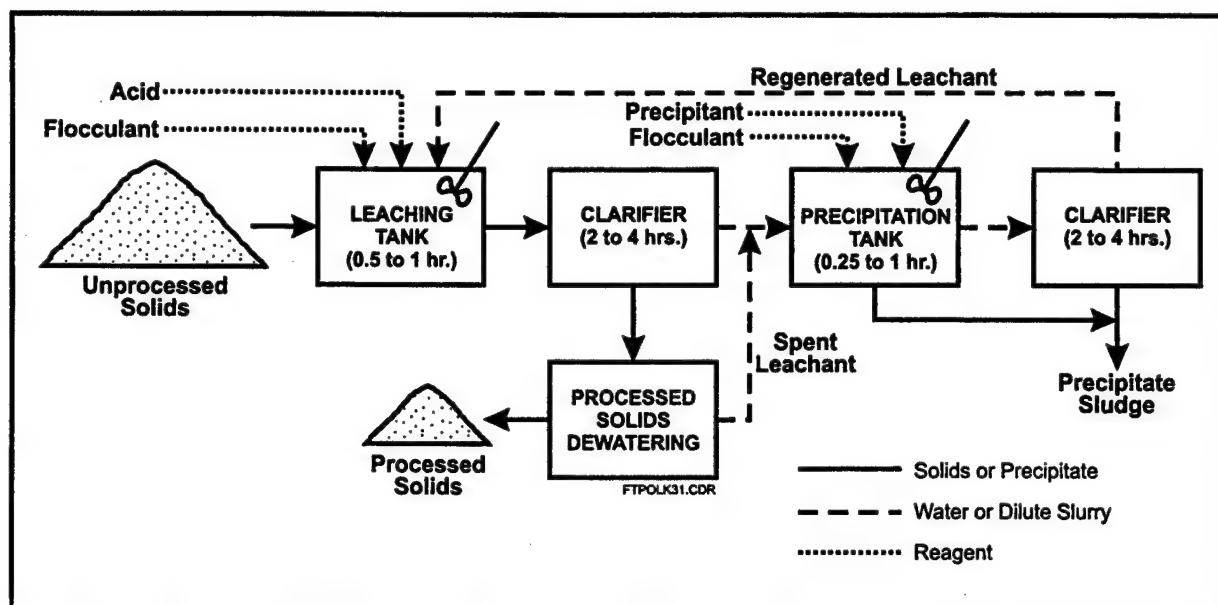 Regenerated Leachant
Acid
Flocculant
Precipitant
Flocculant
LEACHING
TANK
(0.5 to 1 hr.)
CLARIFIER
(2 to 4 hrs.)
PRECIPITATION
TANK
(0.25 to 1 hr.)
CLARIFIER
(2 to 4 hrs.)
Unprocessed
Solids
Spent
Leachant
PROCESSED
SOLIDS
DEWATERING
Precipitate
Sludge
Processed
Solids
FTPOLK31.CDR
Solids or Precipitate
Water or Dilute Slurry
Reagent